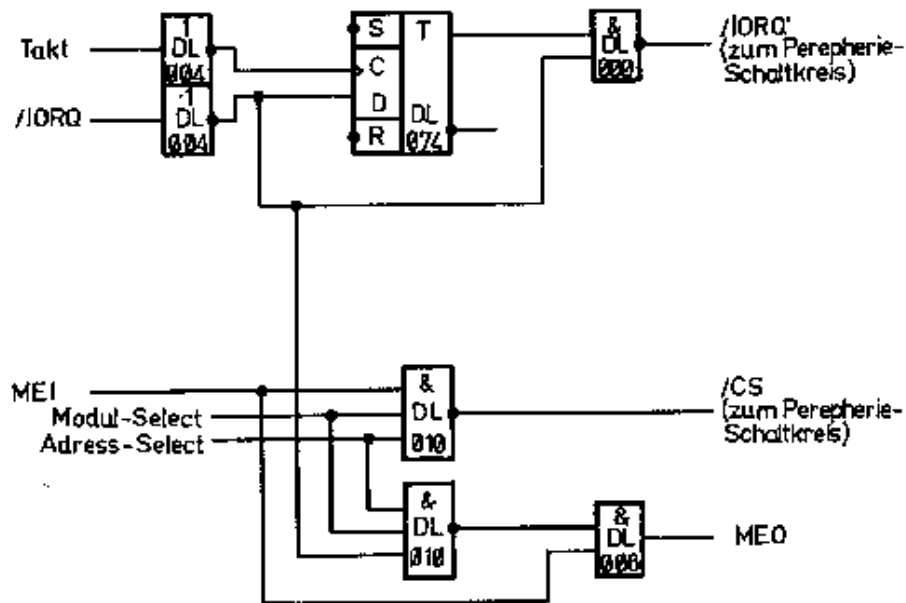 Takt
1
DL
004
/IORQ
1
DL
004
S T
C
D
R
DL
074
&
DL
000
/IORQ'
(zum Perepherie-
Schaltkreis)
MEI
Modul-Select
Adress-Select
&
DL
010
/CS
(zum Perepherie-
Schaltkreis)
&
DL
010
&
DL
008
MEO